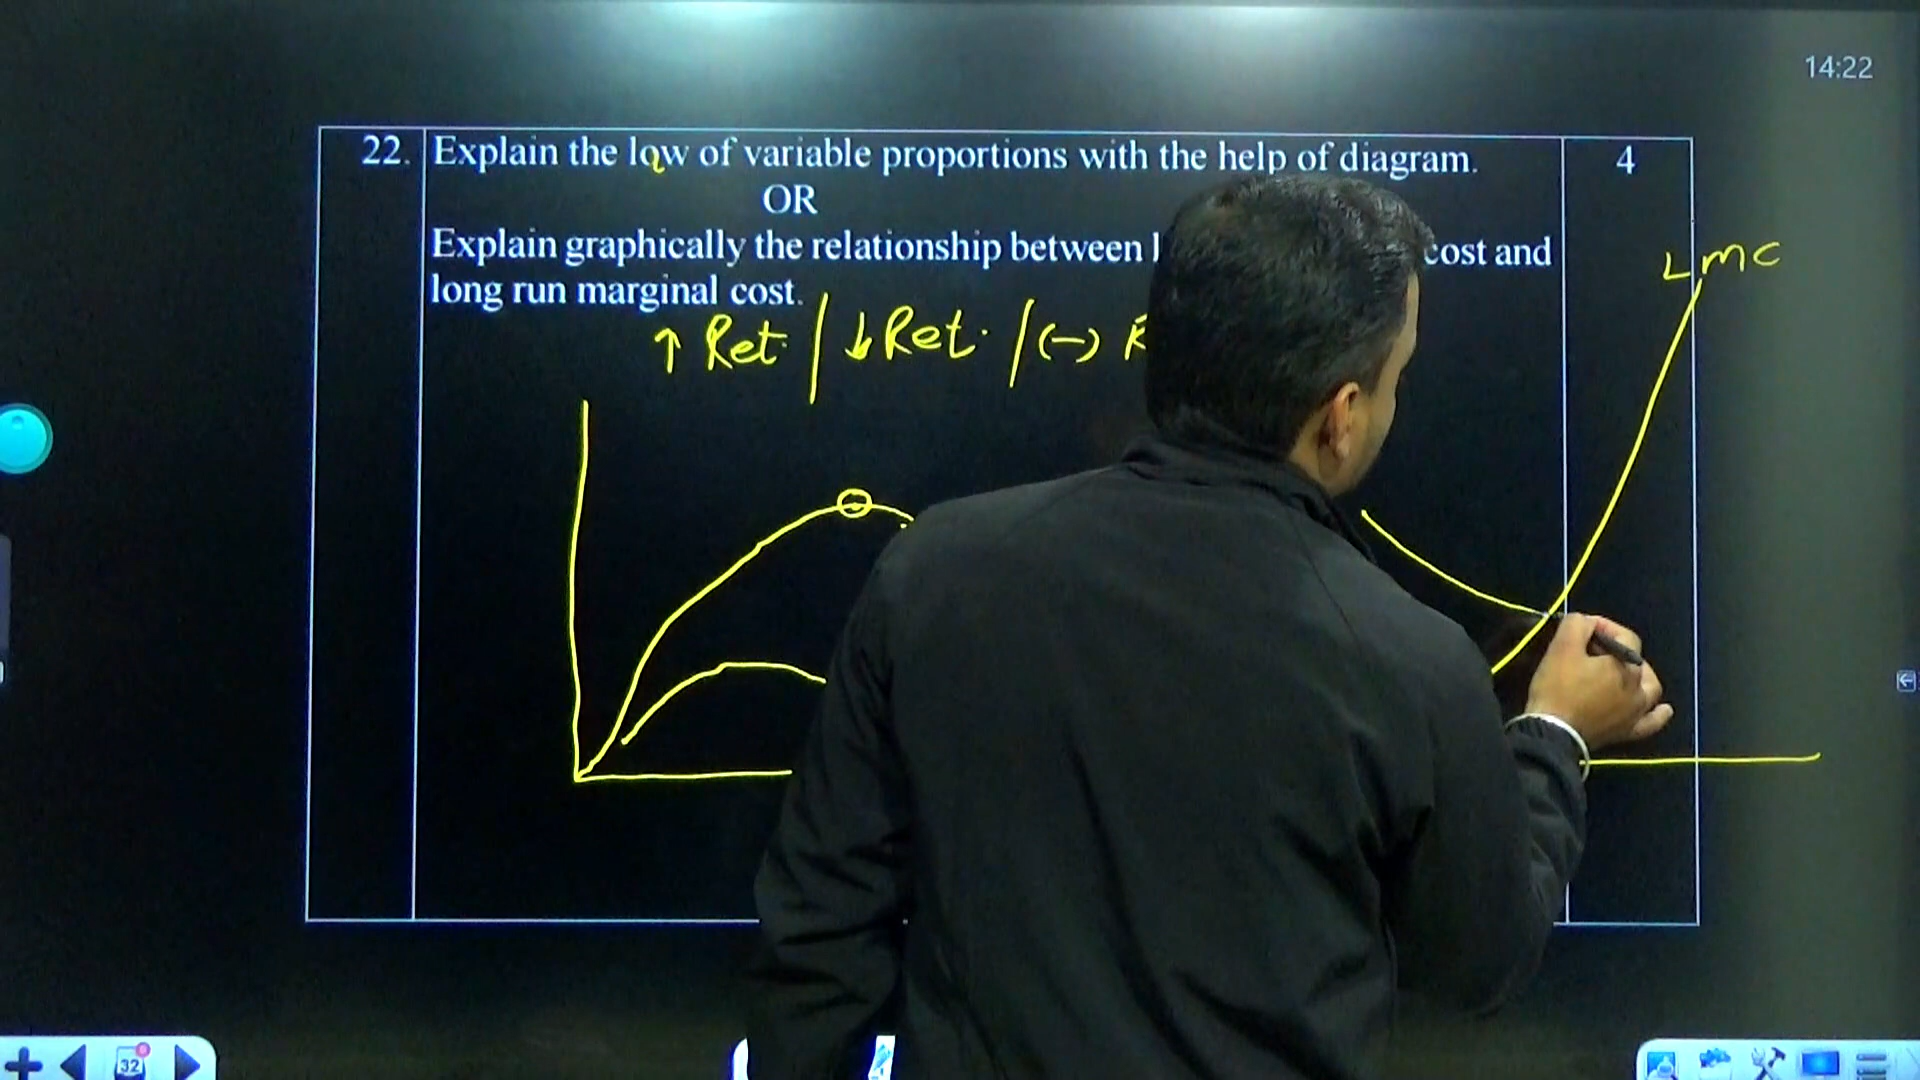 14:22
22. Explain the law of variable proportions with the help of diagram. 4
OR
Explain graphically the relationship between cost and
long run marginal cost.
LMC
↑ Ret. / ↓ Ret. / (-)
32